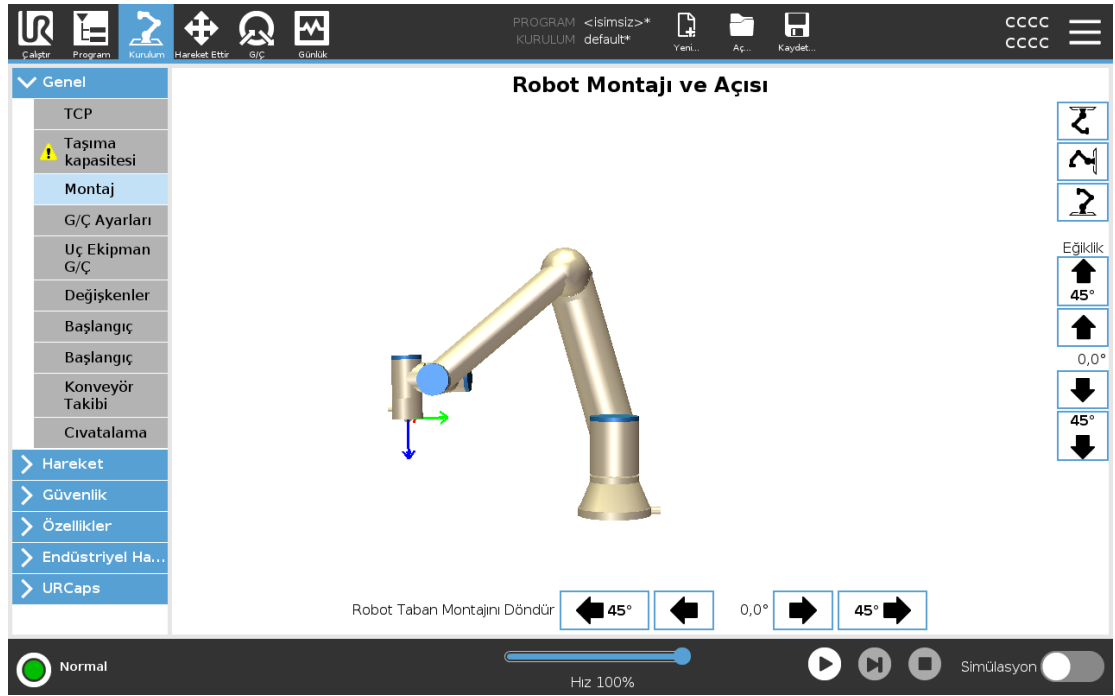 PROGRAM <isimsiz>*
KURULUM default*
Çalıştır
Program
Kurulum
Hareket Ettir
G/Ç
Günlük
Yeni...
Aç...
Kaydet...
CCCC
CCCC
Genel
TCP
Taşıma
kapasitesi
Montaj
G/Ç Ayarları
Uç Ekipman
G/Ç
Değişkenler
Başlangıç
Başlangıç
Konveyör
Takibi
Cıvatalama
Hareket
Güvenlik
Özellikler
Endüstriyel Ha...
URCaps
Robot Montajı ve Açısı
Eğiklik
45°
0,0°
45°
Robot Taban Montajını Döndür
45°
0,0°
45°
Normal
Hız 100%
Simülasyon